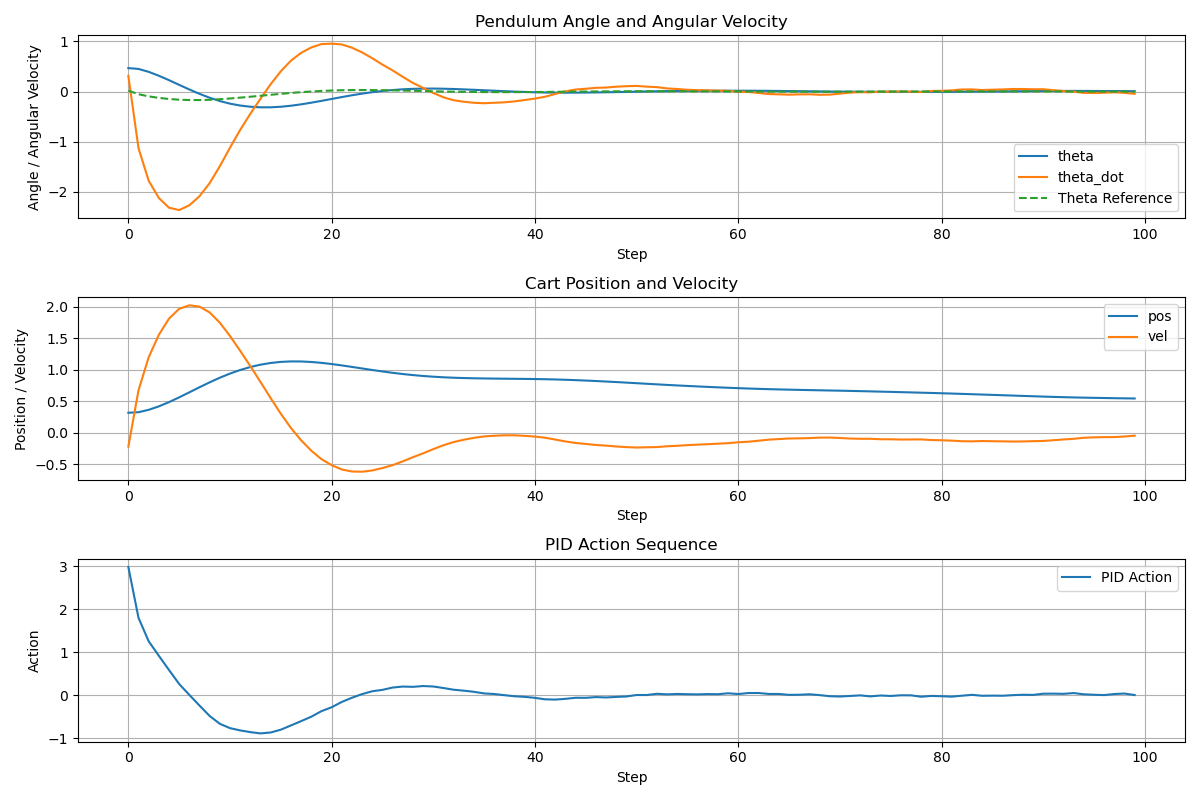 Pendulum Angle and Angular Velocity
Angle / Angular Velocity
1
0
−1
−2
theta
theta_dot
Theta Reference
0
20
40
60
80
100
Step
Cart Position and Velocity
Position / Velocity
2.0
1.5
1.0
0.5
0.0
−0.5
pos
vel
0
20
40
60
80
100
Step
PID Action Sequence
Action
3
2
1
0
−1
PID Action
0
20
40
60
80
100
Step